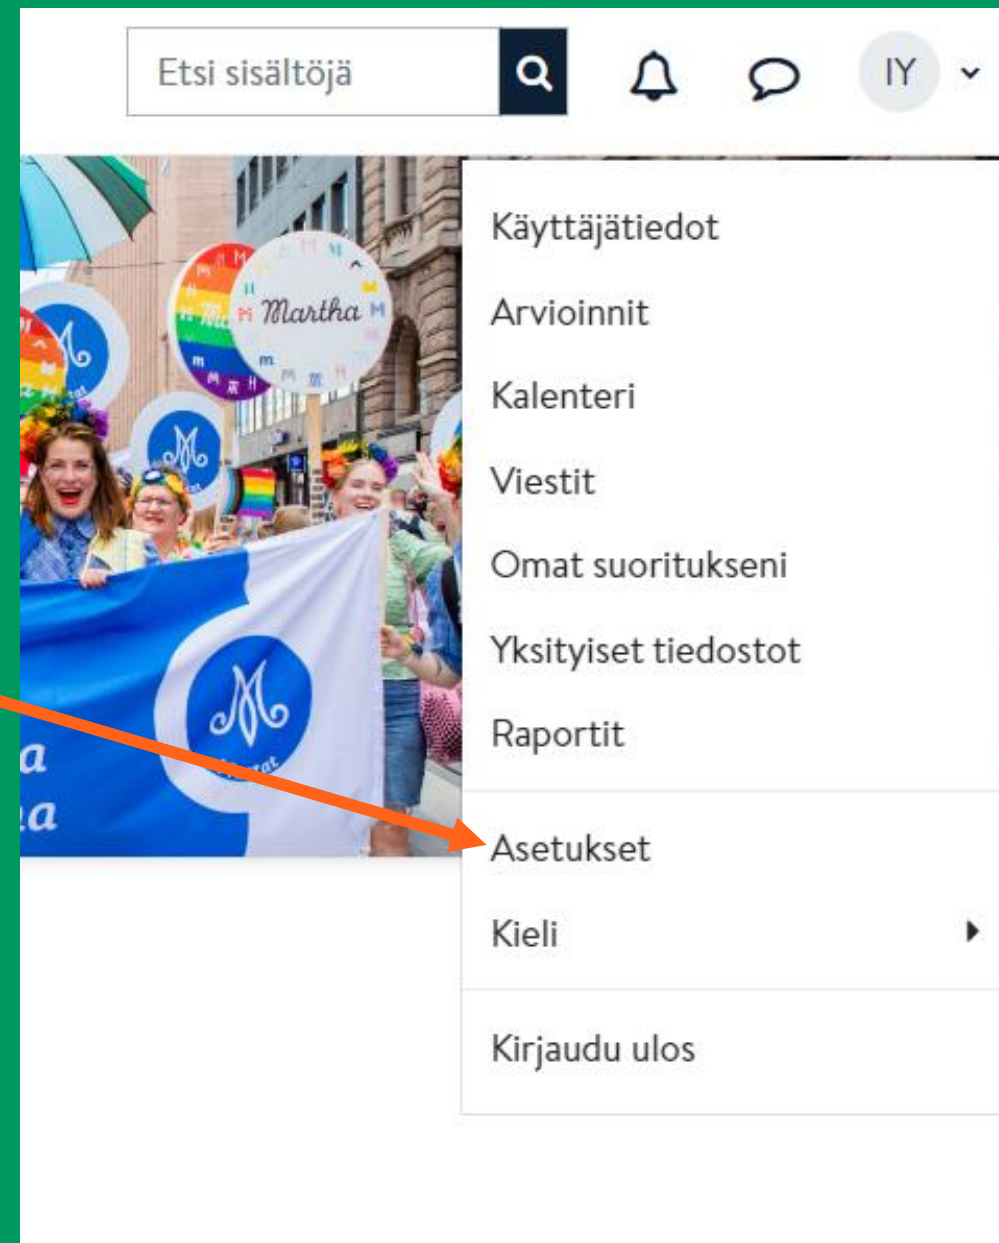 Etsi sisältöjä
IY
Käyttäjätiedot
Arvioinnit
Kalenteri
Viestit
Omat suoritukseni
Yksityiset tiedostot
Raportit
Asetukset
Kieli
Kirjaudu ulos
Martha